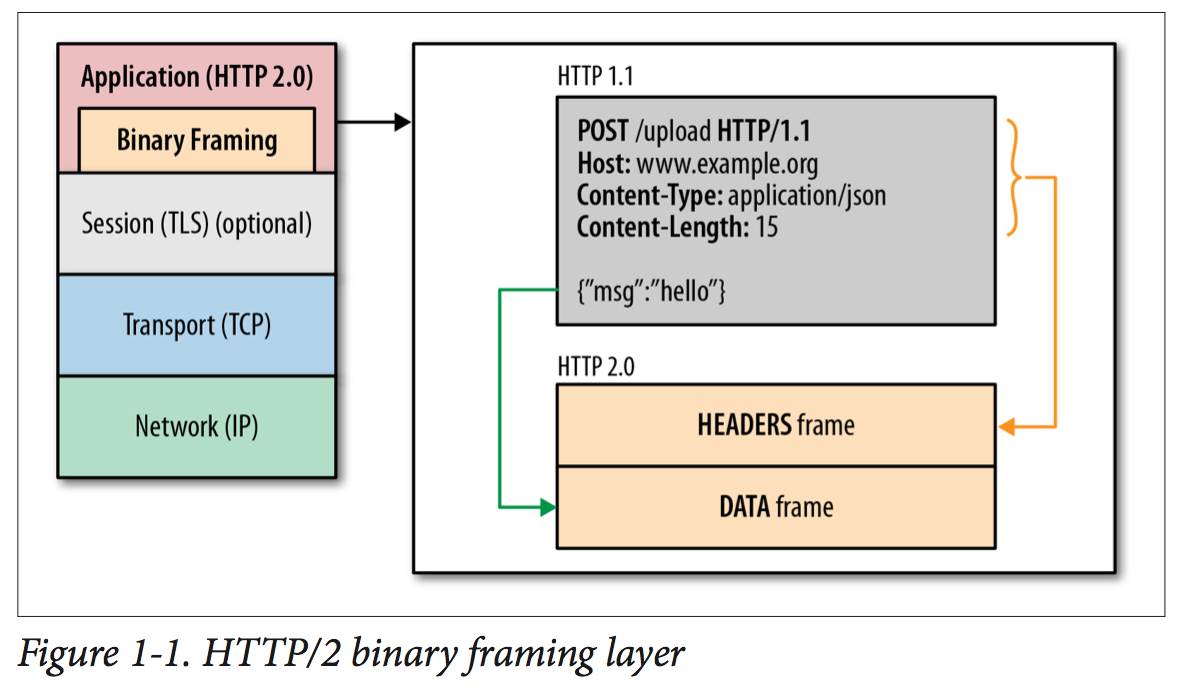 Application (HTTP 2.0)
Binary Framing
Session (TLS) (optional)
Transport (TCP)
Network (IP)
HTTP 1.1
POST /upload HTTP/1.1
Host: www.example.org
Content-Type: application/json
Content-Length: 15
{”msg”:”hello”}
HTTP 2.0
HEADERS frame
DATA frame
Figure 1-1. HTTP/2 binary framing layer